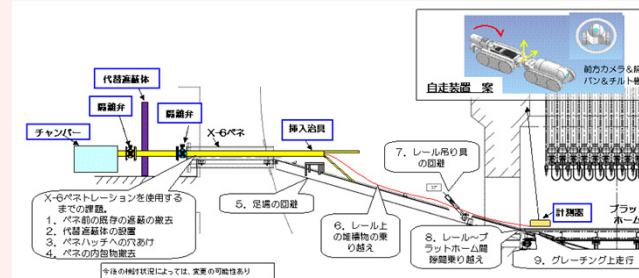 代替遮蔽体
隔離弁
隔離弁
チャンバー
X-6ペネ
挿入治具
自走装置 案
前方カメラ&照
パン&チルト機
7. レール吊り具
の回避
5. 足場の回避
6. レール上
の堆積物の乗
り越え
計測器
プラッ
ホーム
8. レール～プ
ラットホーム間
隙間乗り越え
9. グレーチング上走行
X-6ペネトレーションを使用する
までの課題。
1. ペネ前の既存の遮蔽の撤去
2. 代替遮蔽体の設置
3. ペネハッチへの穴あけ
4. ペネの内包物撤去
今後の検討状況によっては、変更の可能性あり